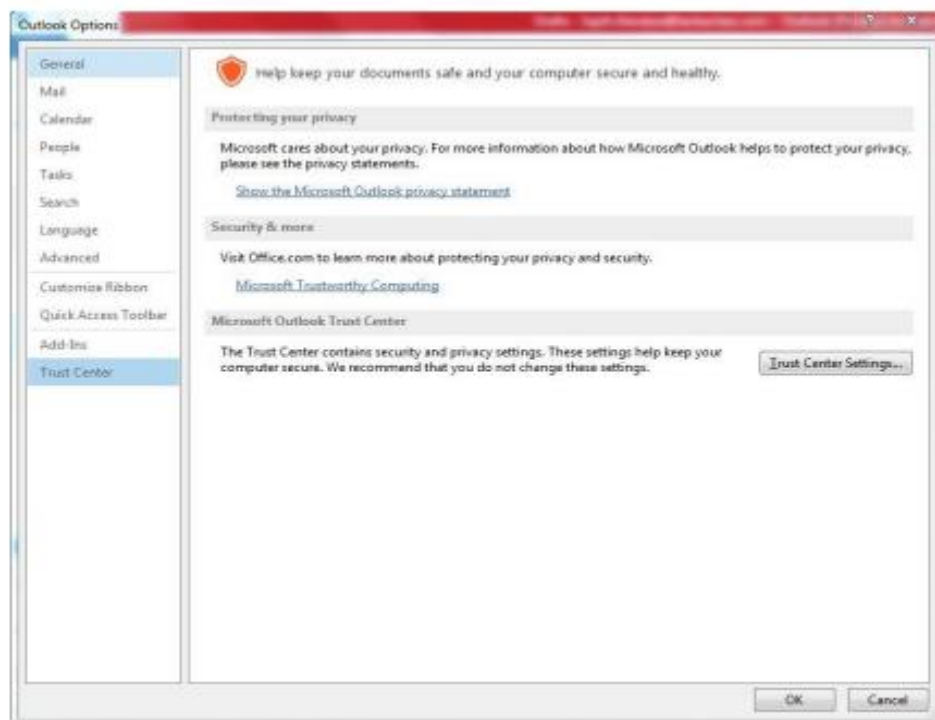 Outlook Options
General
Mail
Calendar
People
Tasks
Search
Language
Advanced
Customize Ribbon
Quick Access Toolbar
Add-Ins
Trust Center
Help keep your documents safe and your computer secure and healthy.
Protecting your privacy
Microsoft cares about your privacy. For more information about how Microsoft Outlook helps to protect your privacy,
please see the privacy statements.
Show the Microsoft Outlook privacy statement
Security & more
Visit Office.com to learn more about protecting your privacy and security.
Microsoft Trustworthy Computing
Microsoft Outlook Trust Center
The Trust Center contains security and privacy settings. These settings help keep your
computer secure. We recommend that you do not change these settings.
Trust Center Settings...
OK
Cancel